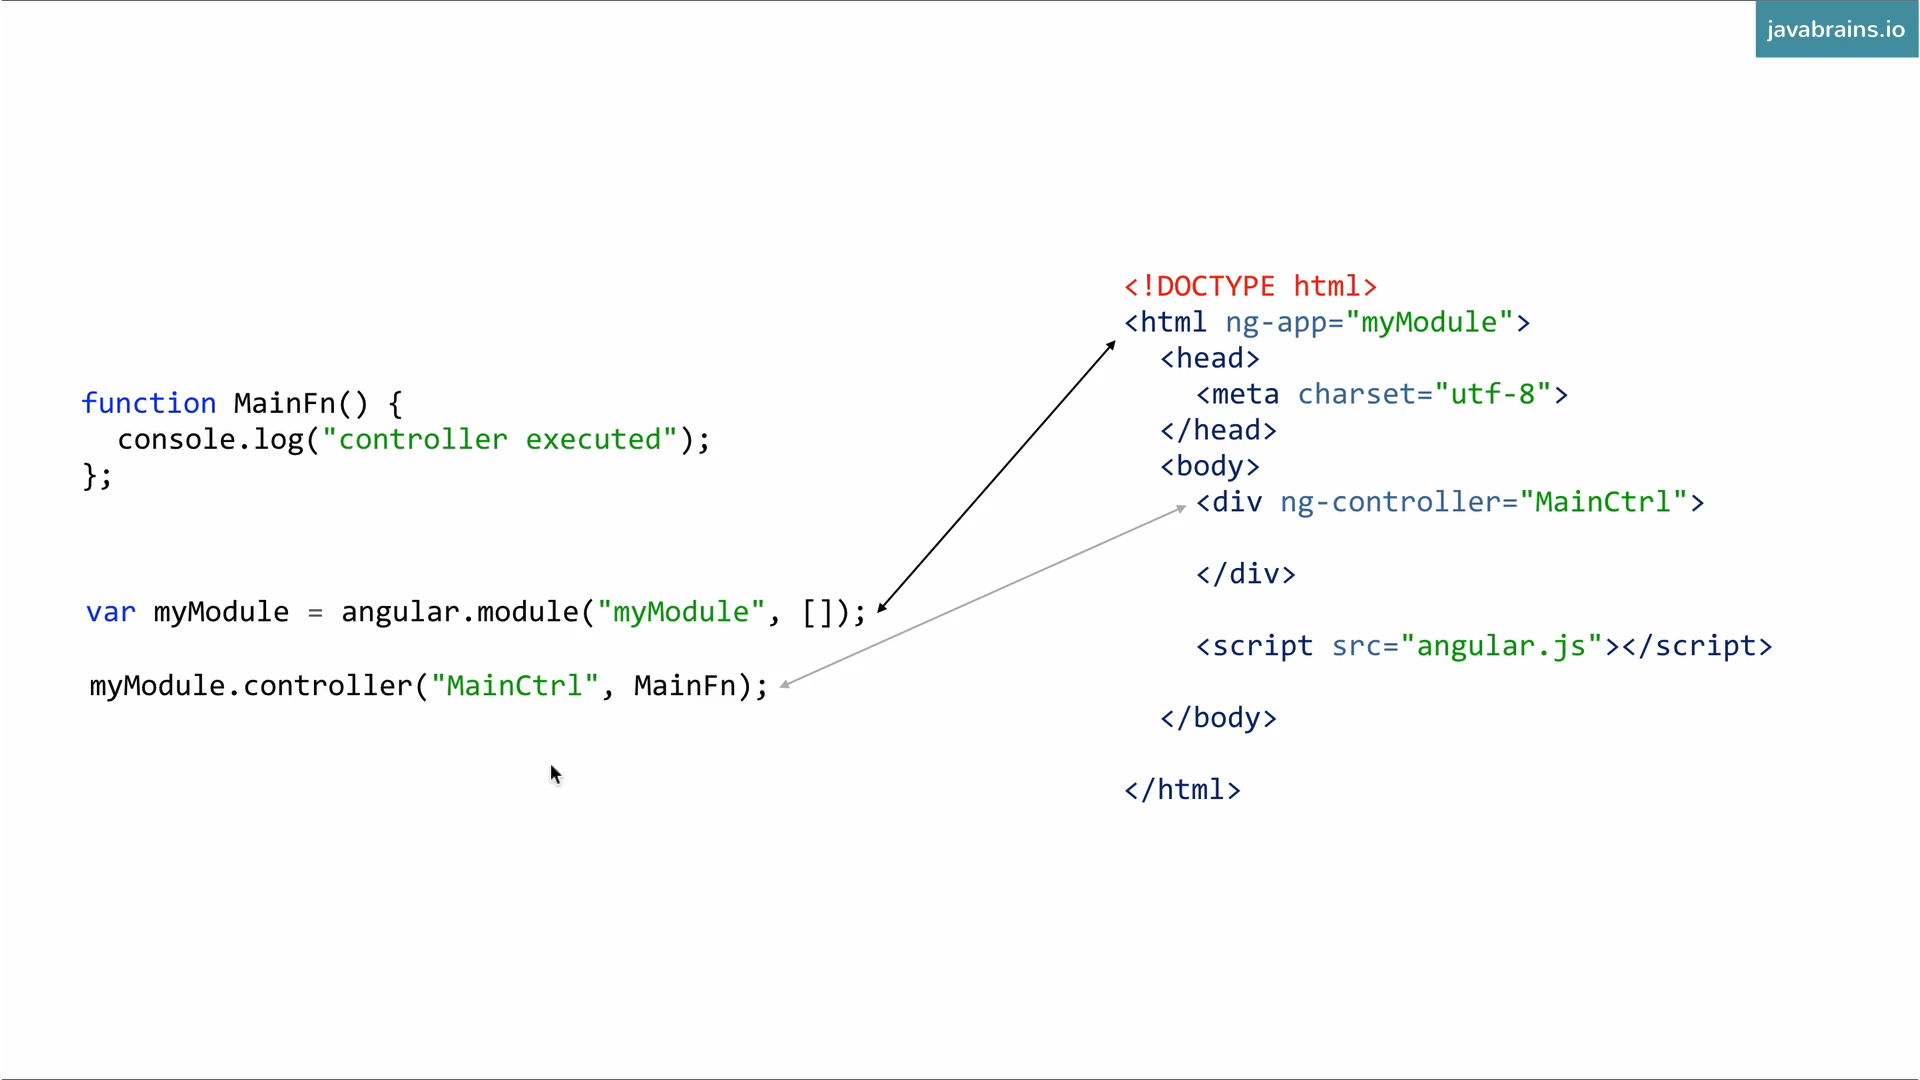 javabrains.io
function MainFn() {
console.log("controller executed");
};
var myModule = angular.module("myModule", []);
myModule.controller("MainCtrl", MainFn);
<!DOCTYPE html>
<html ng-app="myModule">
<head>
<meta charset="utf-8">
</head>
<body>
<div ng-controller="MainCtrl">
</div>
<script src="angular.js"></script>
</body>
</html>